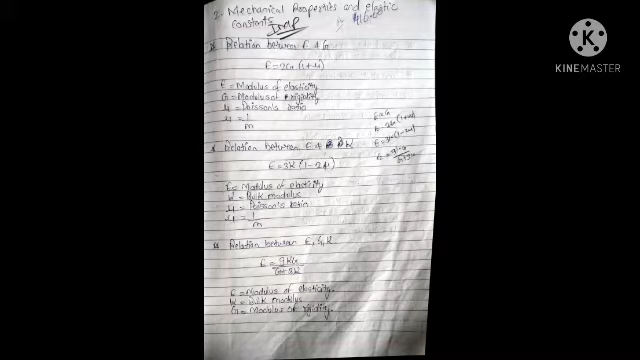 2- Mechanical Properties and elastic
constants
IMP
Relation between E & G
E = 2G (1+μ)
E = Modulus of elasticity
G = Modulus of rigidity
μ = Poisson's ratio
μ = 1/m
Relation between E & K
E = 3K (1-2μ)
E = Modulus of elasticity
K = Bulk modulus
μ = Poisson's ratio
μ = 1/m
Relation between E, G, K
E = 9KG/G+3K
E = Modulus of elasticity.
K = Bulk modulus
G = Modulus of rigidity.
KINEMASTER